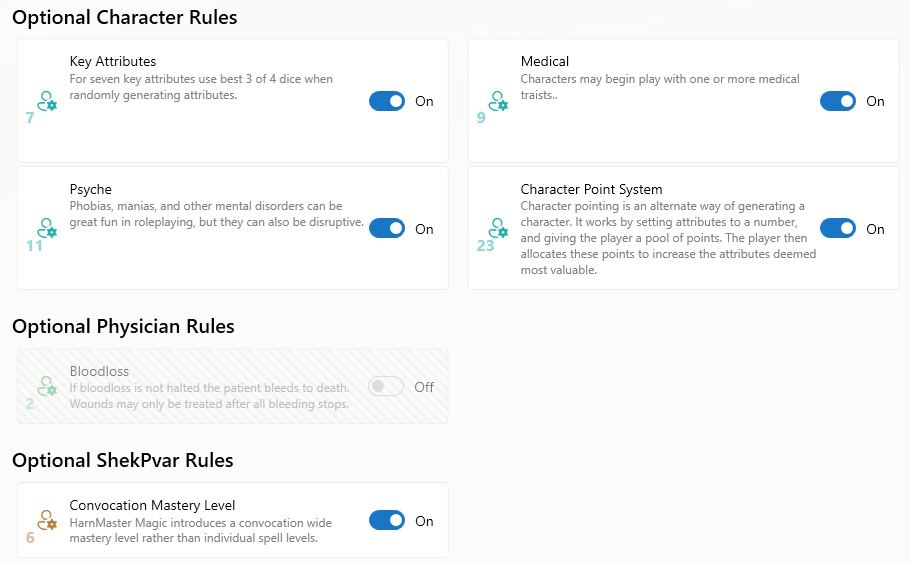 Optional Character Rules
Key Attributes
For seven key attributes use best 3 of 4 dice when
randomly generating attributes.
On
7
Medical
Characters may begin play with one or more medical
traists..
On
9
Psyche
Phobias, manias, and other mental disorders can be
great fun in roleplaying, but they can also be disruptive.
On
11
Character Point System
Character pointing is an alternate way of generating a
character. It works by setting attributes to a number,
and giving the player a pool of points. The player then
allocates these points to increase the attributes deemed
most valuable.
On
23
Optional Physician Rules
Bloodloss
If bloodloss is not halted the patient bleeds to death.
Wounds may only be treated after all bleeding stops.
Off
2
Optional ShekPvar Rules
Convocation Mastery Level
HarnMaster Magic introduces a convocation wide
mastery level rather than individual spell levels.
On
6